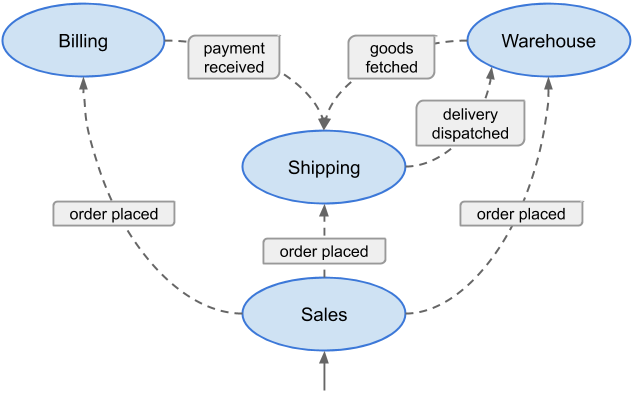 Billing
payment
received
goods
fetched
Warehouse
delivery
dispatched
Shipping
order placed
order placed
order placed
Sales